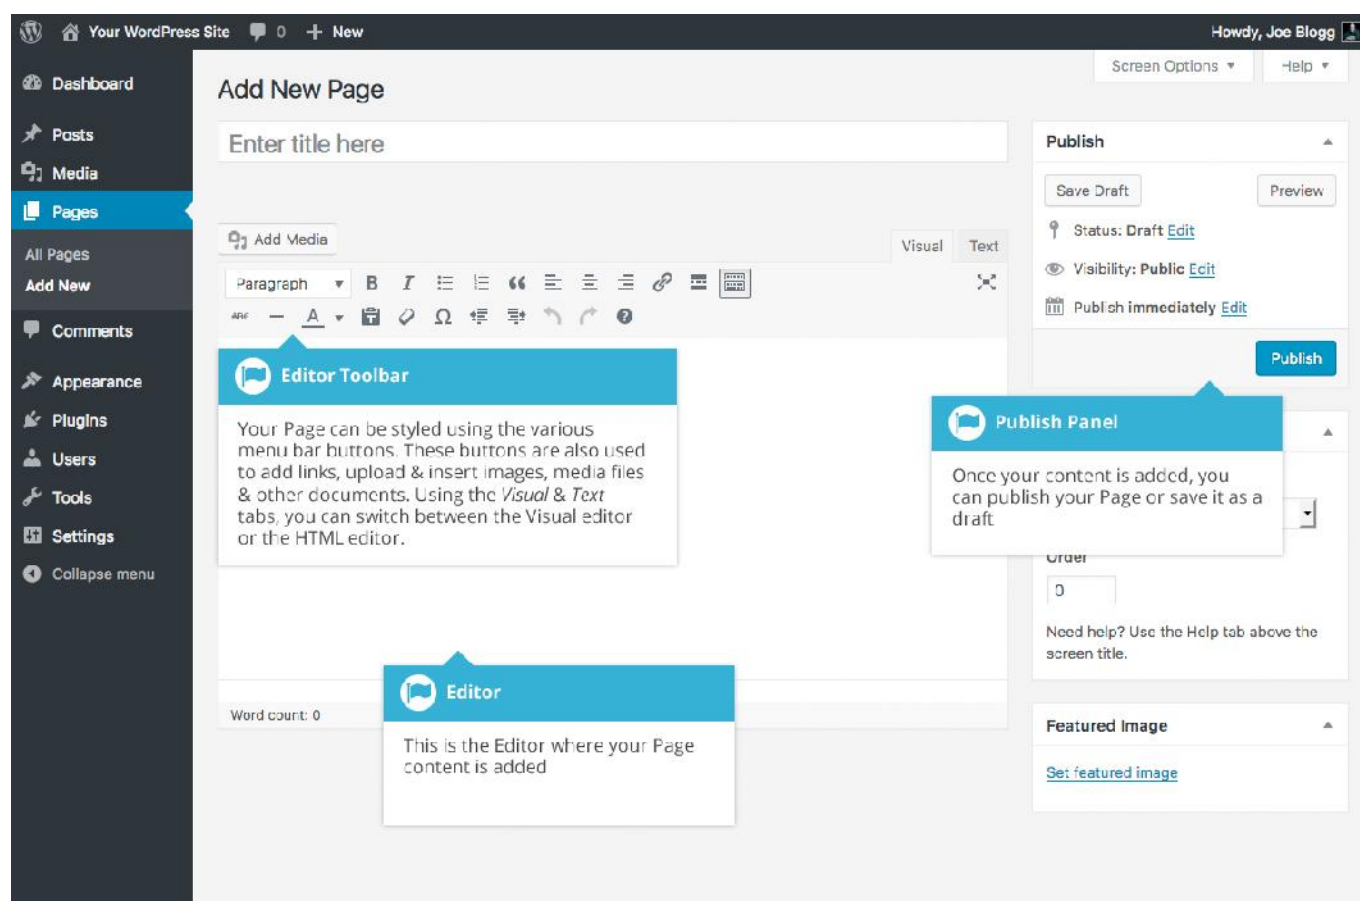 Your WordPress Site 0 + New
Howdy, Joe Blogg
Screen Options Help
Dashboard
Posts
Media
Pages
All Pages
Add New
Comments
Appearance
Plugins
Users
Tools
Settings
Collapse menu
Add New Page
Enter title here
Add Media
Visual Text
Paragraph B I
ABC A Ω
Editor Toolbar
Your Page can be styled using the various
menu bar buttons. These buttons are also used
to add links, upload & insert images, media files
& other documents. Using the Visual & Text
tabs, you can switch between the Visual editor
or the HTML editor.
Editor
This is the Editor where your Page
content is added
Word count: 0
Publish
Save Draft Preview
Status: Draft Edit
Visibility: Public Edit
Publish immediately Edit
Publish
Publish Panel
Once your content is added, you
can publish your Page or save it as a
draft
Order
0
Need help? Use the Help tab above the
screen title.
Featured Image
Set featured image